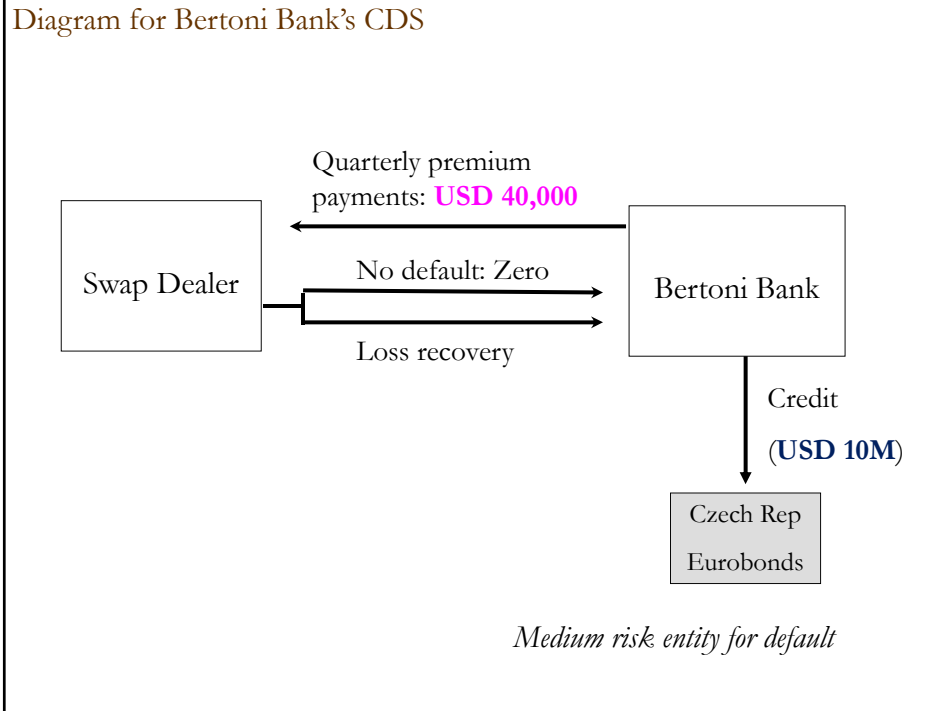 Diagram for Bertoni Bank's CDS
Quarterly premium
payments: USD 40,000
Swap Dealer
No default: Zero
Bertoni Bank
Loss recovery
Credit
(USD 10M)
Czech Rep
Eurobonds
Medium risk entity for default